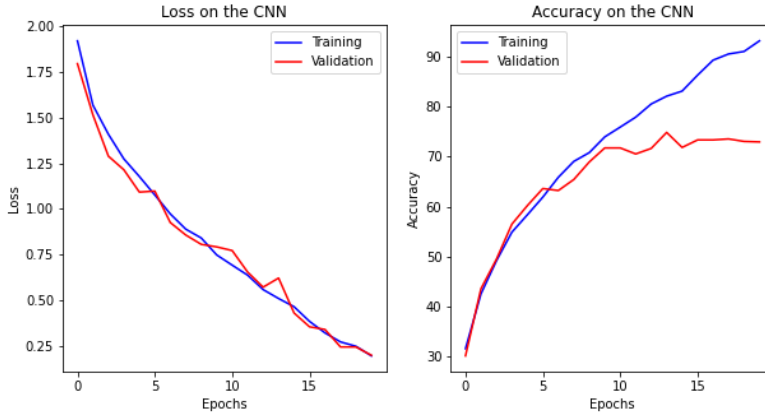 Loss on the CNN
2.00
1.75
1.50
1.25
1.00
0.75
0.50
0.25
Loss
Training
Validation
0
5
10
15
Epochs
Accuracy on the CNN
90
80
70
60
50
40
30
Accuracy
Training
Validation
0
5
10
15
Epochs